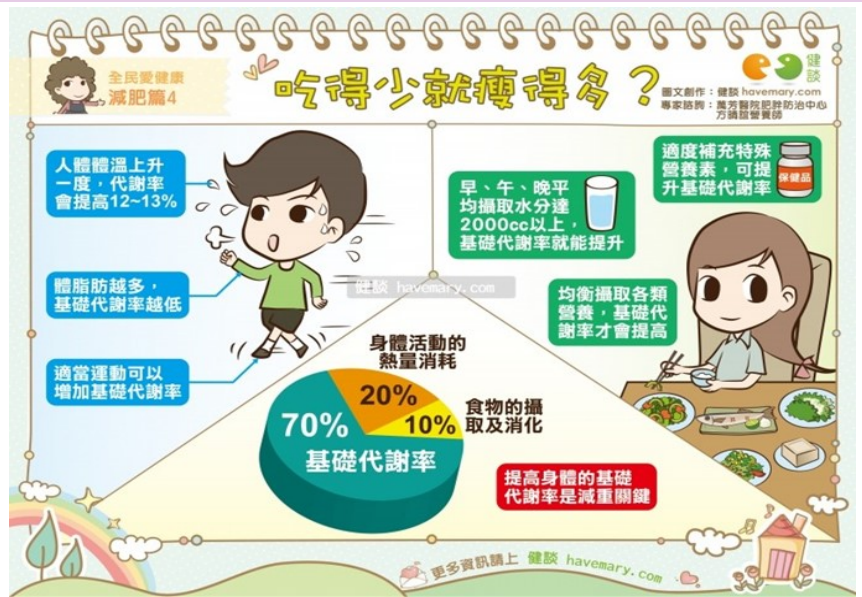 全民愛健康
減肥篇4
吃得少就瘦得多？
健談
圖文創作：健談 havemary.com
專家諮詢：萬芳醫院肥胖防治中心
方晴誼營養師
人體體溫上升
一度，代謝率
會提高12~13%
體脂肪越多，
基礎代謝率越低
適當運動可以
增加基礎代謝率
早、午、晚平
均攝取水分達
2000cc以上，
基礎代謝率就能提升
適度補充特殊
營養素，可提
升基礎代謝率
保健品
均衡攝取各類
營養，基礎代
謝率才會提高
健談 havemary.com
身體活動的
熱量消耗
20%
食物的攝
取及消化
10%
70%
基礎代謝率
提高身體的基礎
代謝率是減重關鍵
更多資訊請上 健談 havemary.com